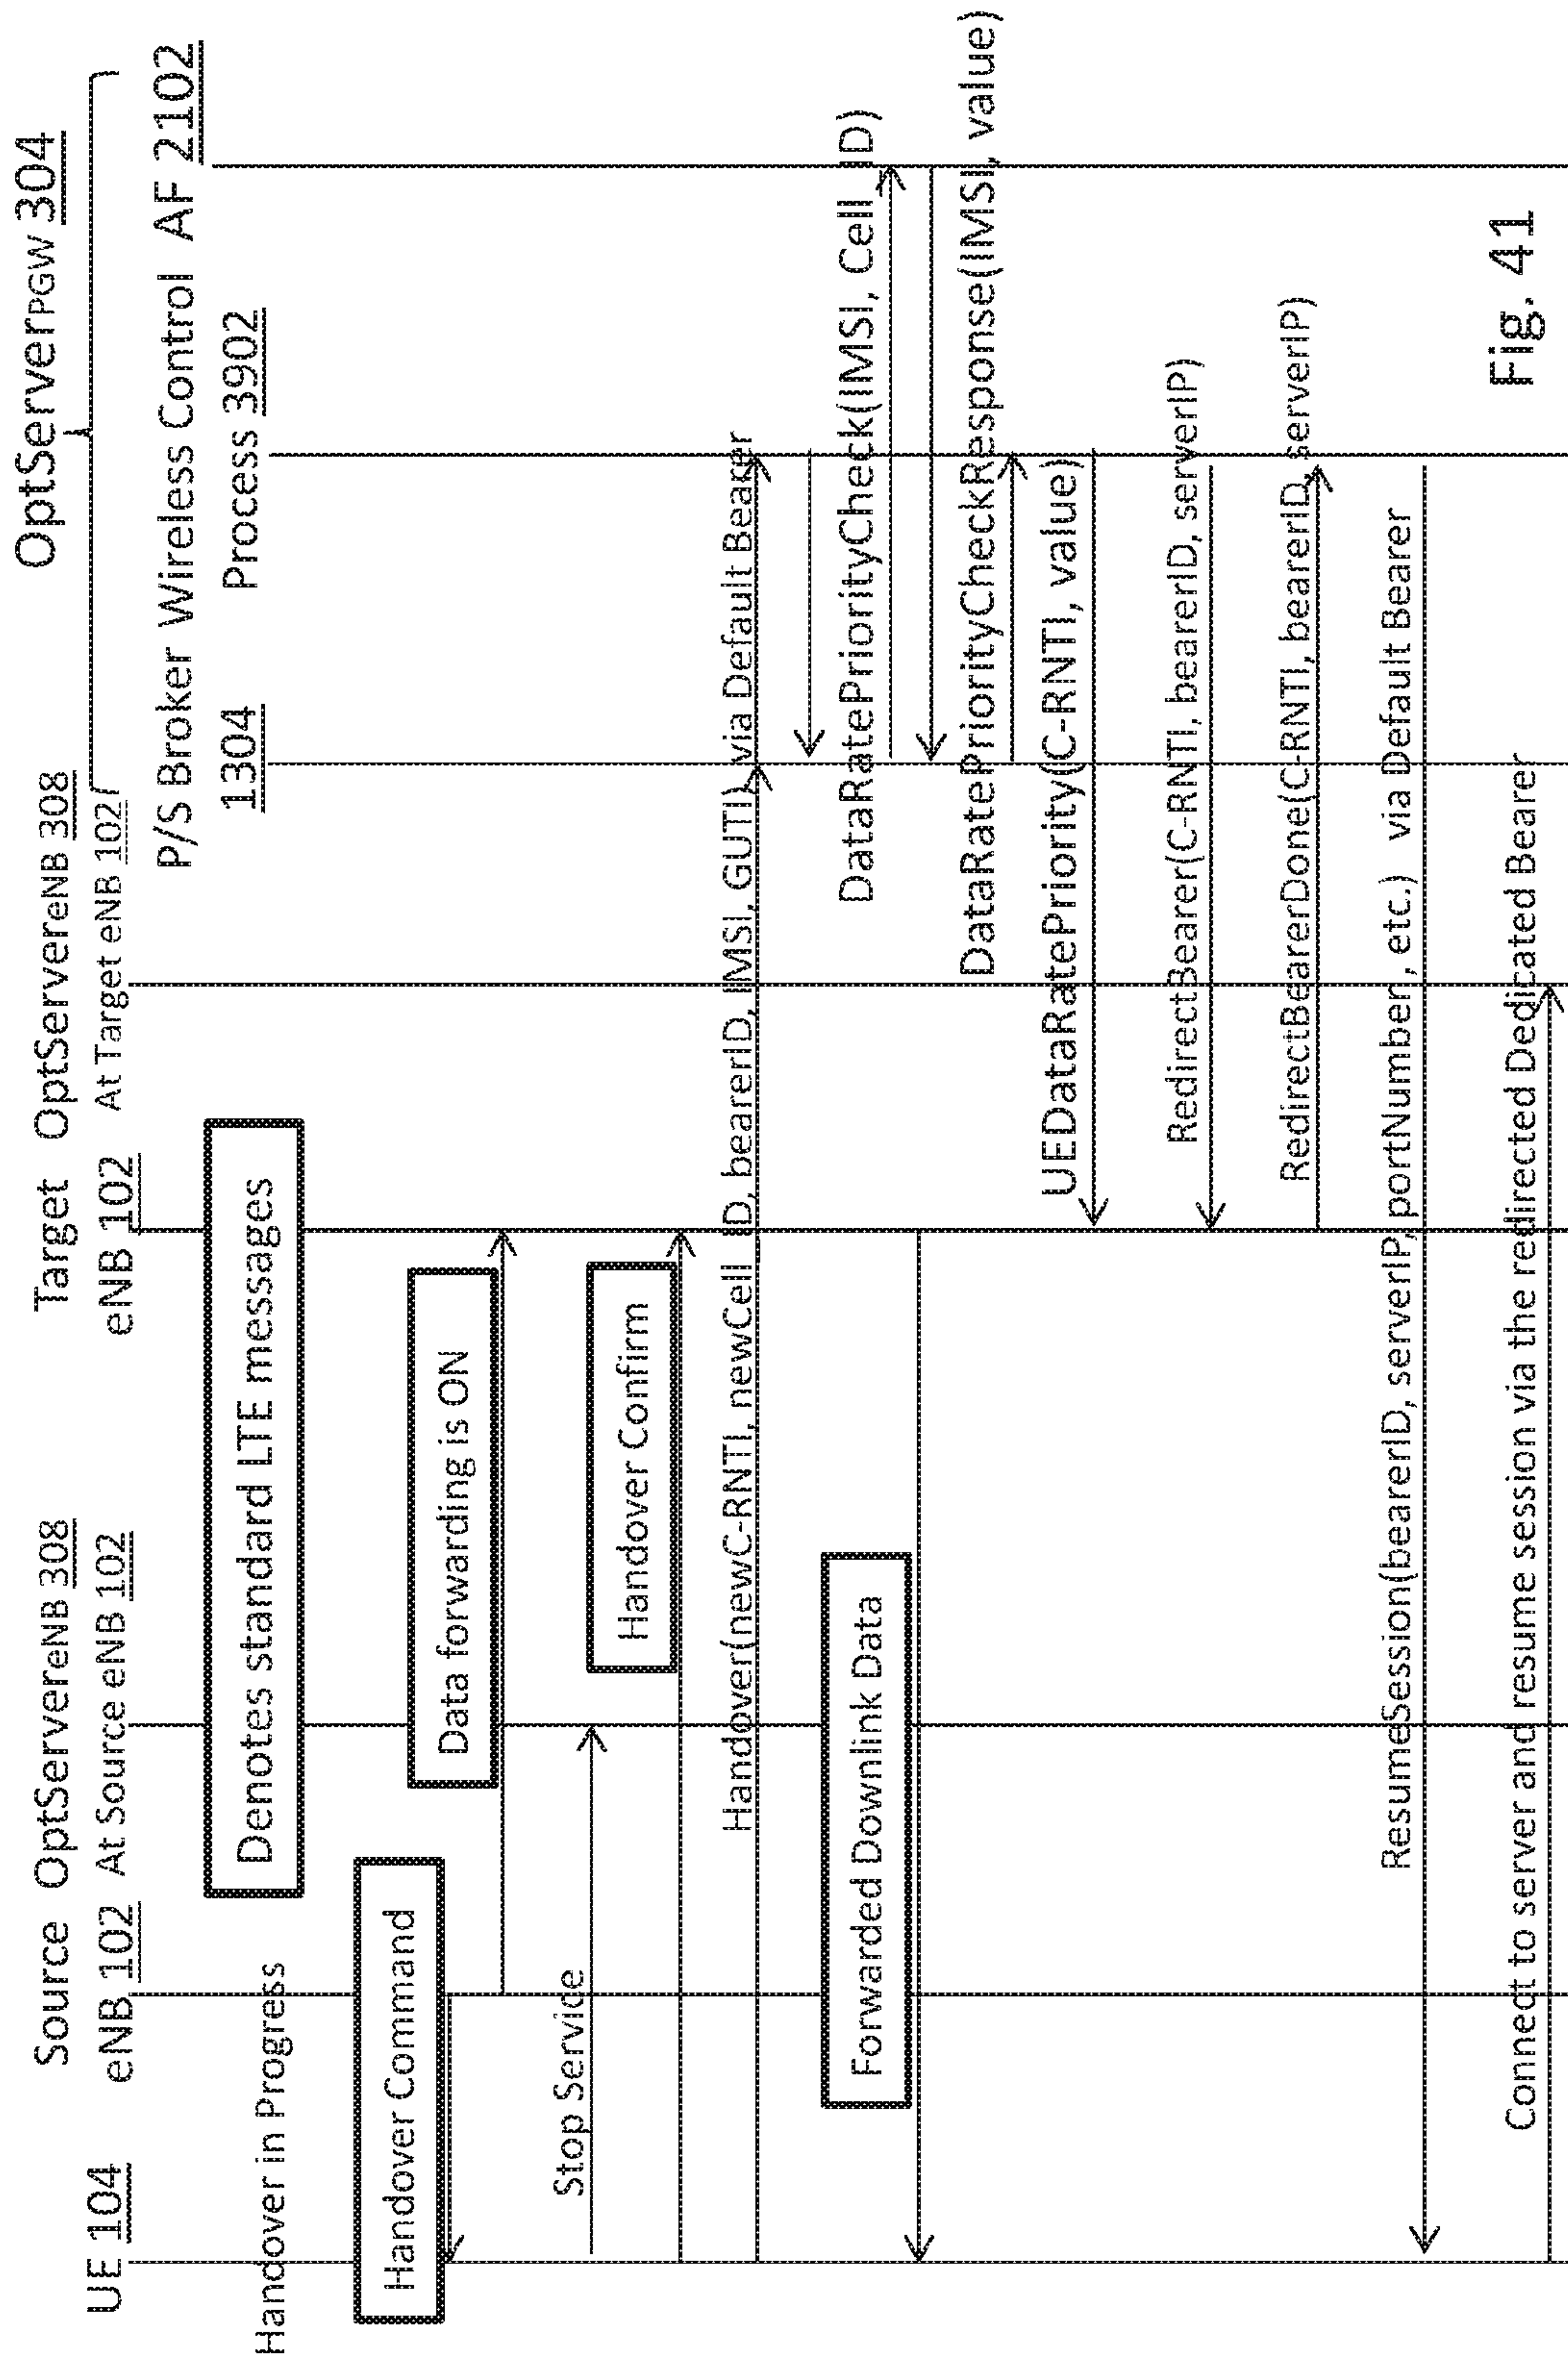 OptServerPGW 304
UE 104
Source
eNB 102
OptServereNB 308
At Source eNB 102
Target
eNB 102
OptServereNB 308
At Target eNB 102
P/S Broker
1304
Wireless Control
Process 3902
AF 2102
Handover in Progress
Denotes standard LTE messages
Handover Command
Data forwarding is ON
Stop Service
Handover Confirm
Handover(newC-RNTI, newCell ID, bearerID, IMSI, GUTI) via Default Bearer
DataRatePriorityCheck(IMSI, Cell ID)
Forwarded Downlink Data
DataRatePriorityCheckResponse(IMSI, value)
UEDataRatePriority(C-RNTI, value)
RedirectBearer(C-RNTI, bearerID, serverIP)
RedirectBearerDone(C-RNTI, bearerID, serverIP)
ResumeSession(bearerID, serverIP, portNumber, etc.) via Default Bearer
Connect to server and resume session via the redirected Dedicated Bearer
Fig. 41